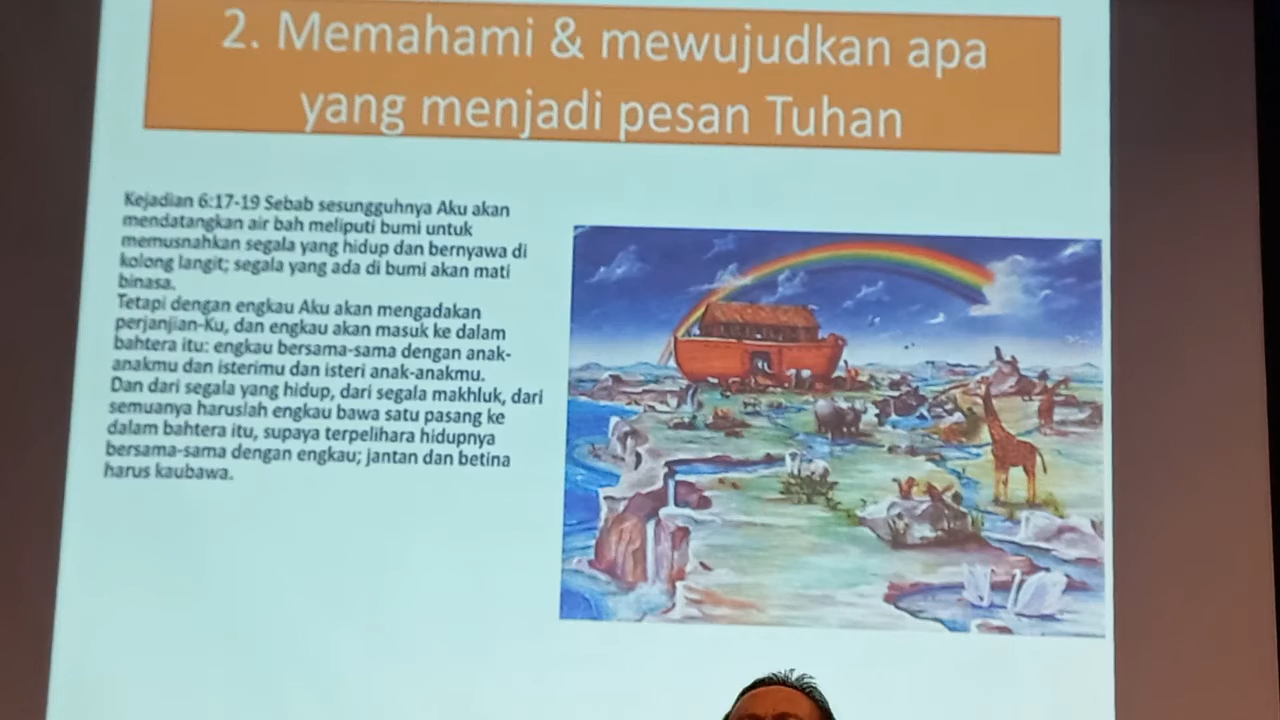 2. Memahami & mewujudkan apa
yang menjadi pesan Tuhan
Kejadian 6:17-19 Sebab sesungguhnya Aku akan
mendatangkan air bah meliputi bumi untuk
memusnahkan segala yang hidup dan bernyawa di
kolong langit; segala yang ada di bumi akan mati
binasa.
Tetapi dengan engkau Aku akan mengadakan
perjanjian-Ku, dan engkau akan masuk ke dalam
bahtera itu: engkau bersama-sama dengan anak-
anakmu dan isterimu dan isteri anak-anakmu.
Dan dari segala yang hidup, dari segala makhluk, dari
semuanya haruslah engkau bawa satu pasang ke
dalam bahtera itu, supaya terpelihara hidupnya
bersama-sama dengan engkau; jantan dan betina
harus kaubawa.